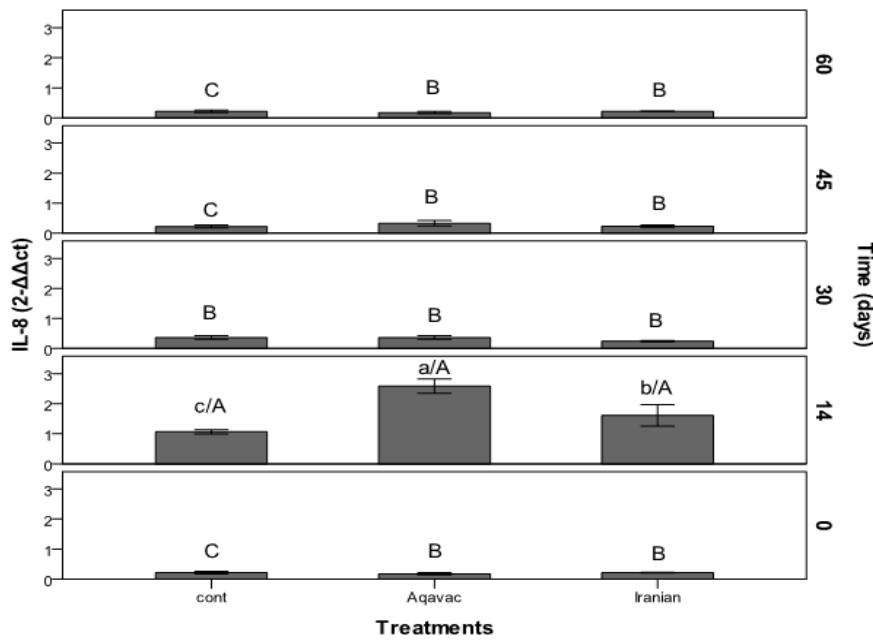 3
2
1
0
C
B
B
60
3
2
1
0
C
B
B
45
3
2
1
0
B
B
B
30
3
2
1
0
c/A
a/A
b/A
14
3
2
1
0
C
B
B
0
cont
Aqavac
Iranian
Treatments
IL-8 (2-ΔΔct)
Time (days)